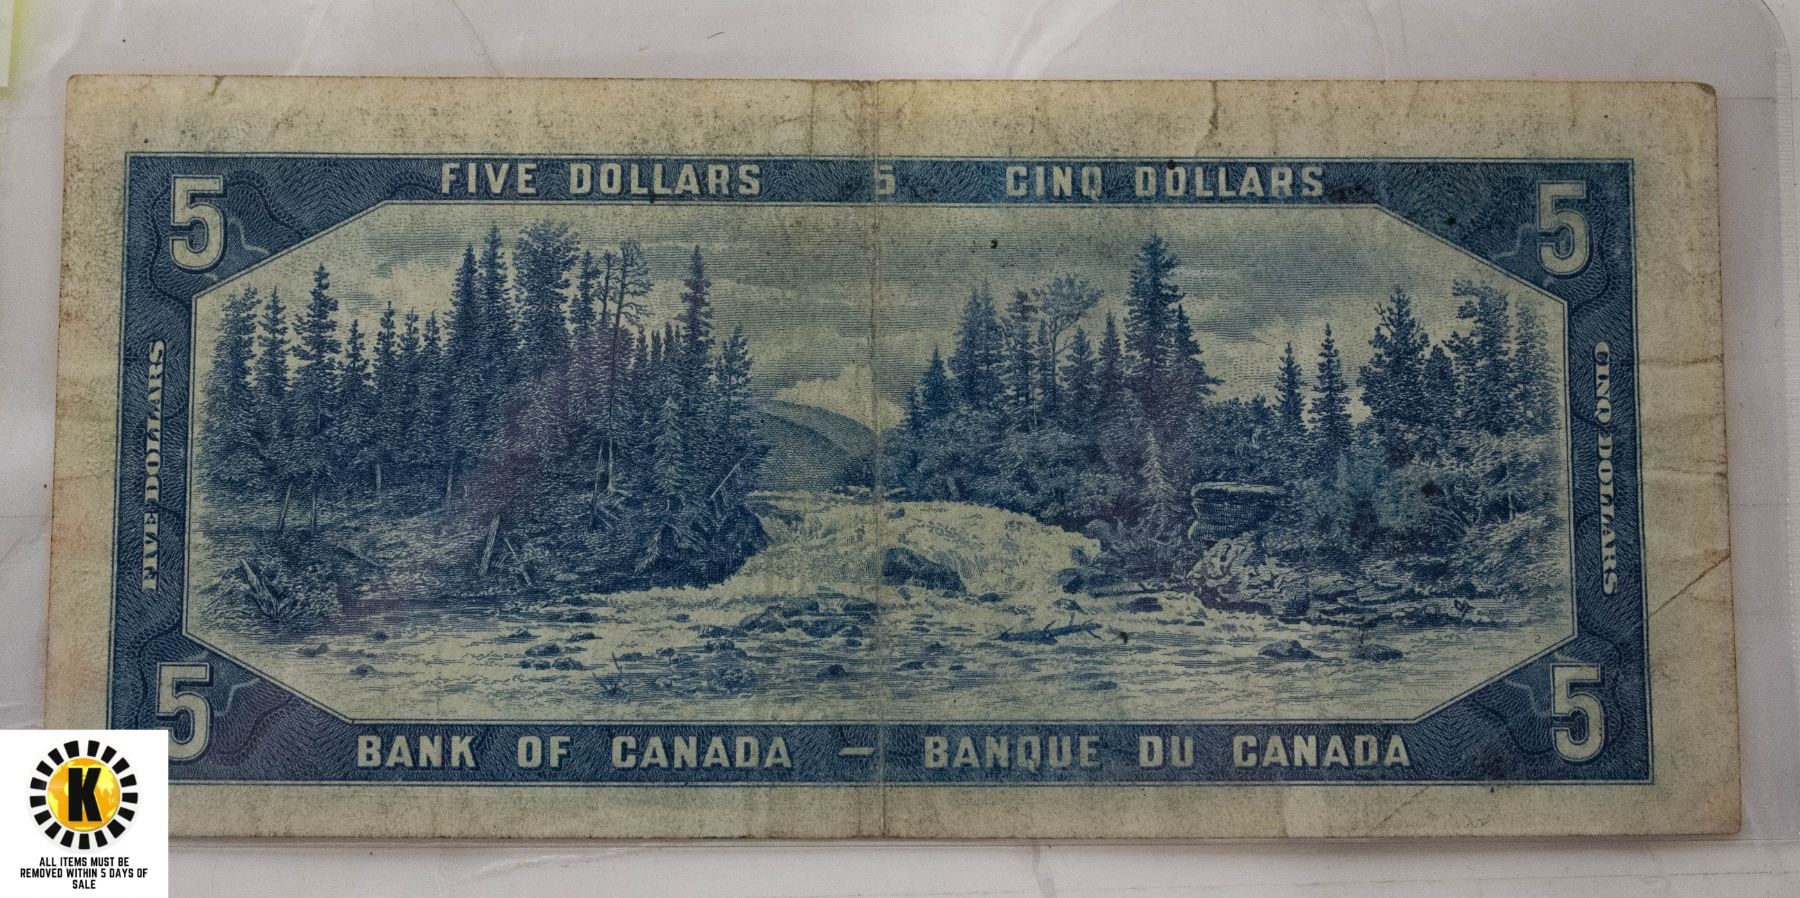 FIVE DOLLARS 5 CINQ DOLLARS
5 5
FIVE DOLLARS
CINQ DOLLARS
5 5
BANK OF CANADA — BANQUE DU CANADA
K
ALL ITEMS MUST BE
REMOVED WITHIN 5 DAYS OF
SALE